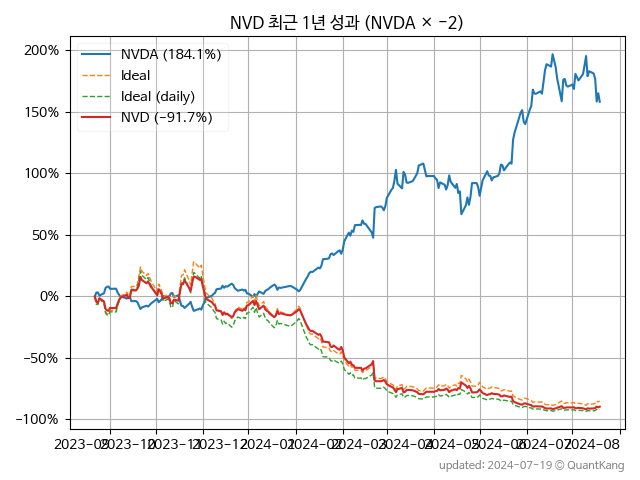 NVD 최근 1년 성과 (NVDA × −2)
200%
150%
100%
50%
0%
−50%
−100%
NVDA (184.1%)
Ideal
Ideal (daily)
NVD (−91.7%)
2023-09 2023-10 2023-11 2023-12 2024-01 2024-02 2024-03 2024-04 2024-05 2024-06 2024-07 2024-08
updated: 2024-07-19 © QuantKang